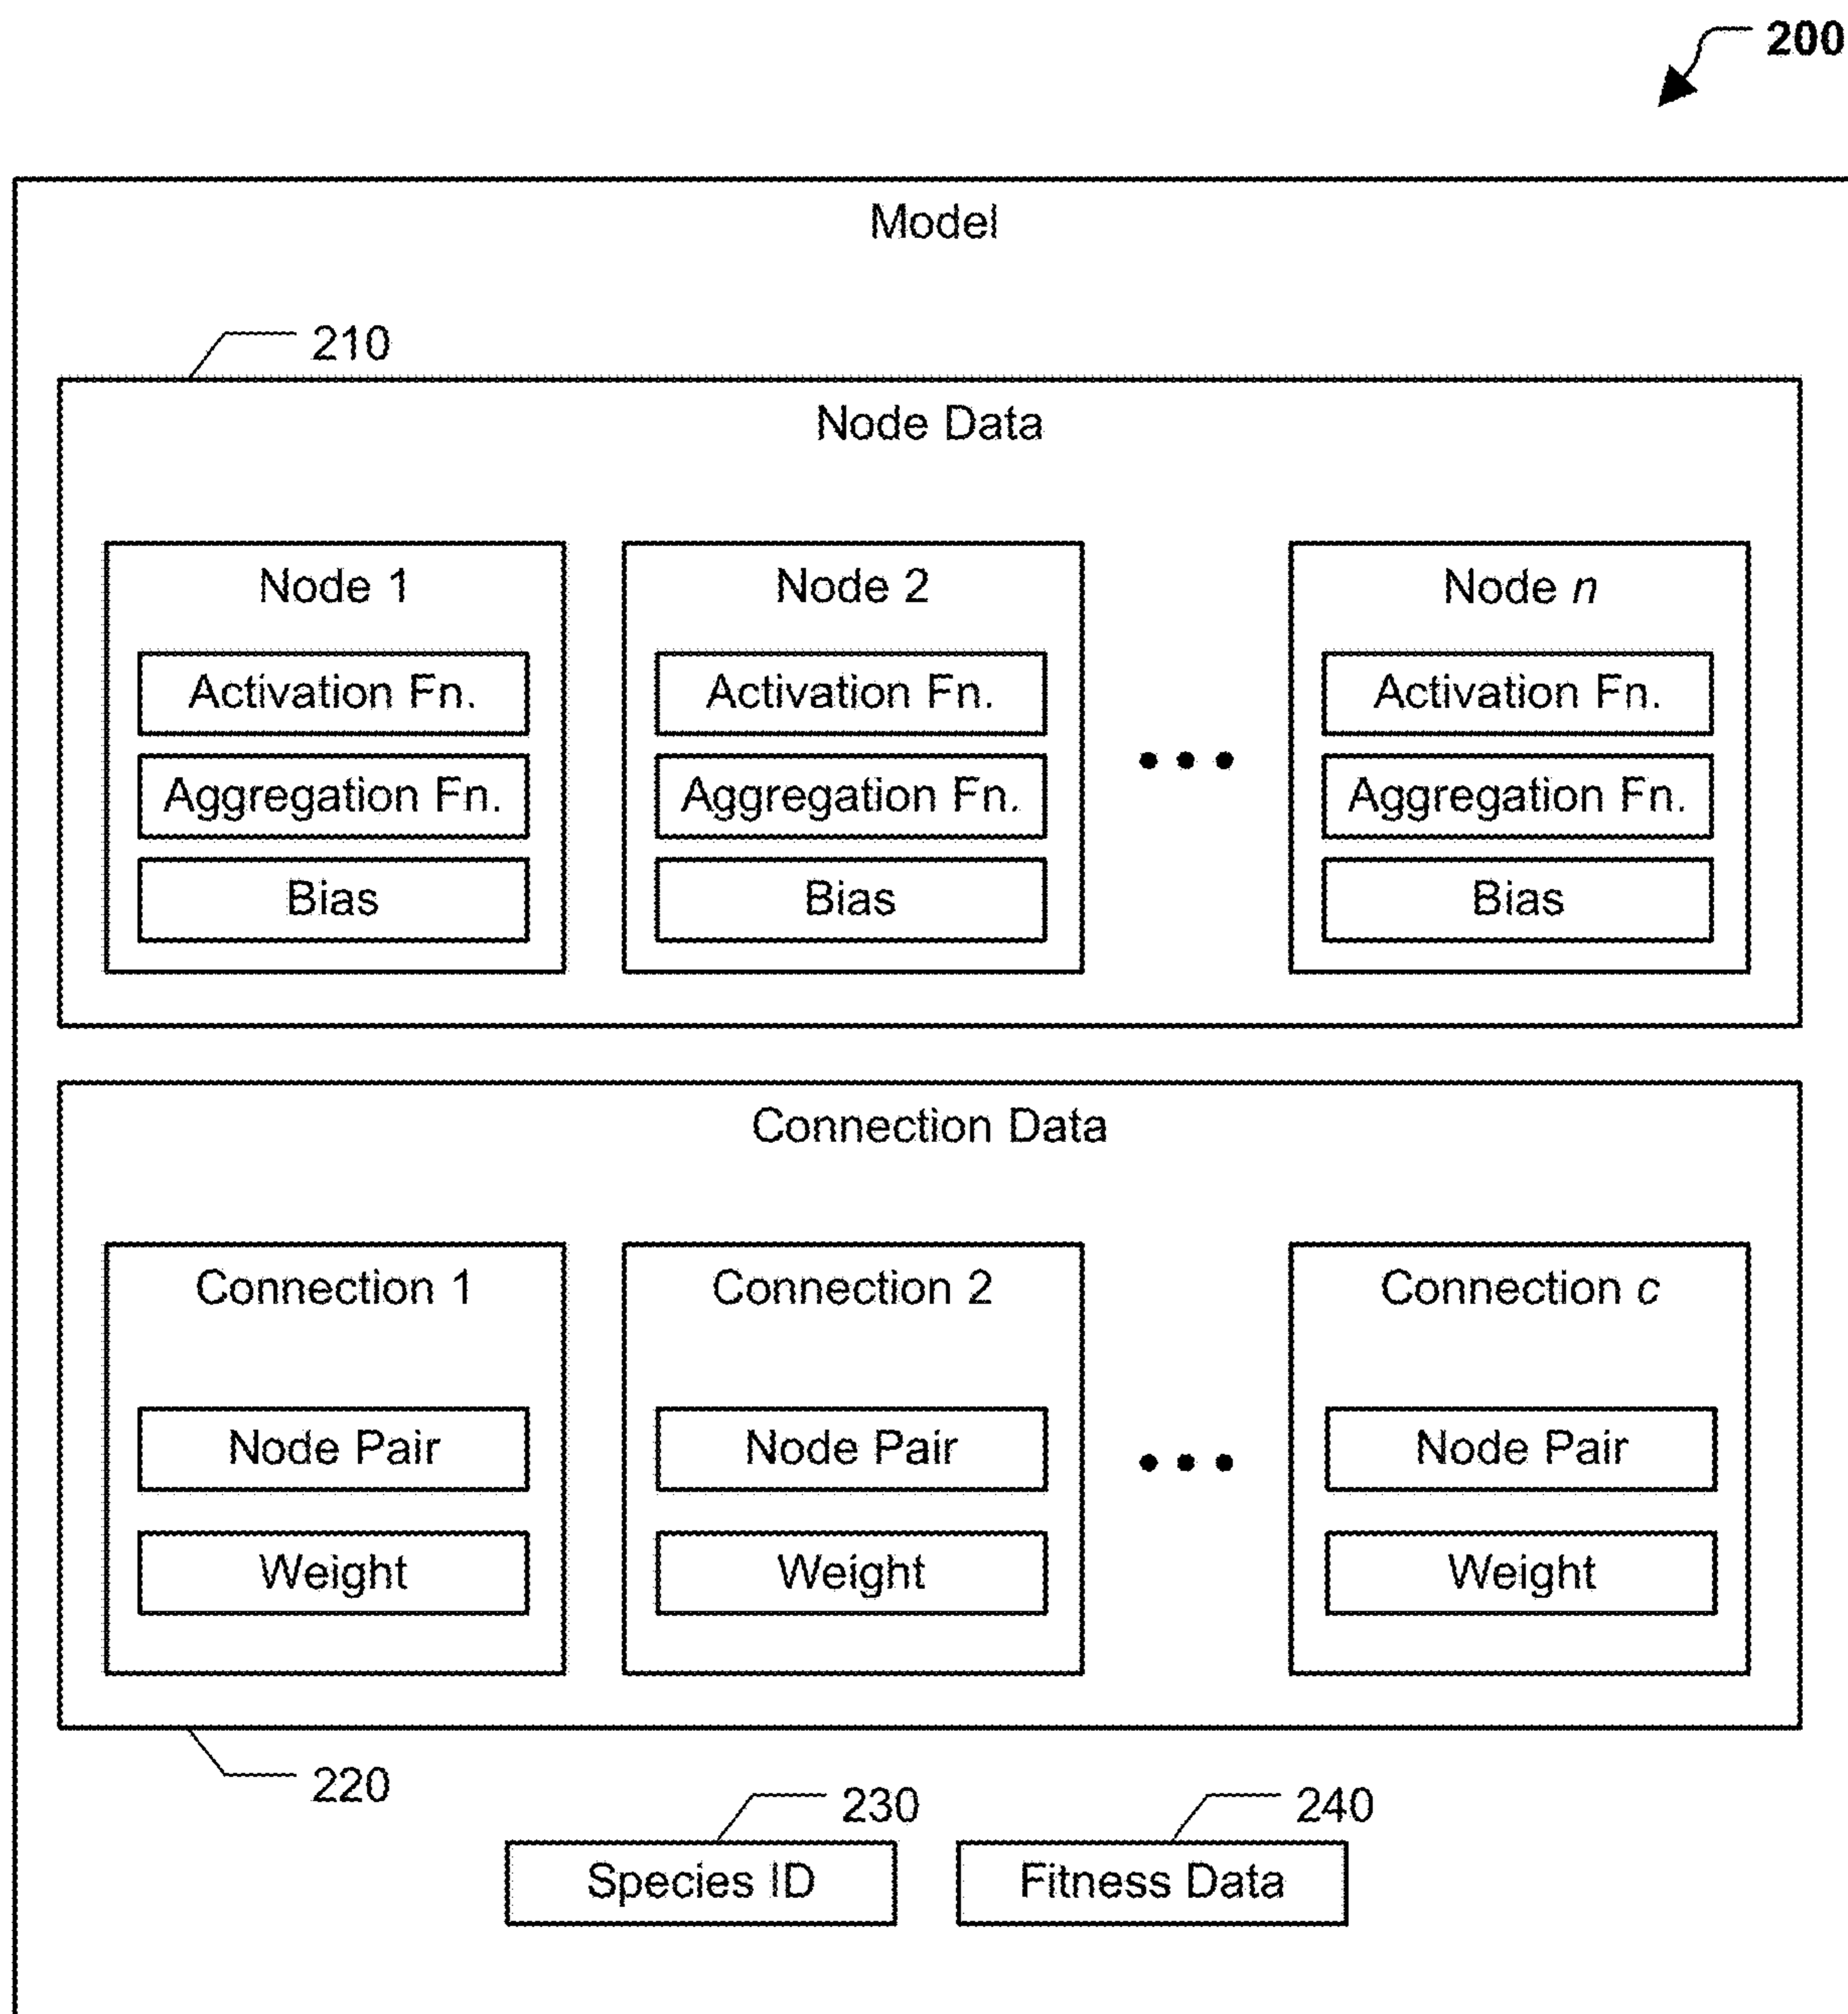 200
Model
210
Node Data
Node 1
Node 2
Node n
Activation Fn.
Activation Fn.
Activation Fn.
Aggregation Fn.
Aggregation Fn.
Aggregation Fn.
Bias
Bias
Bias
Connection Data
Connection 1
Connection 2
Connection c
Node Pair
Node Pair
Node Pair
Weight
Weight
Weight
220
230
240
Species ID
Fitness Data